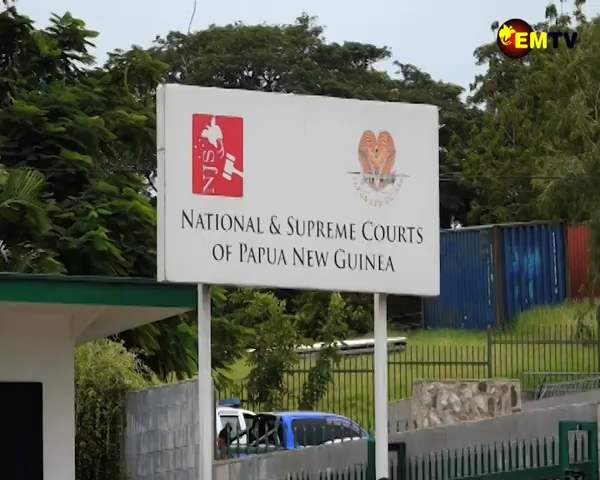 EMTV
NJS
NATIONAL & SUPREME COURTS
OF PAPUA NEW GUINEA